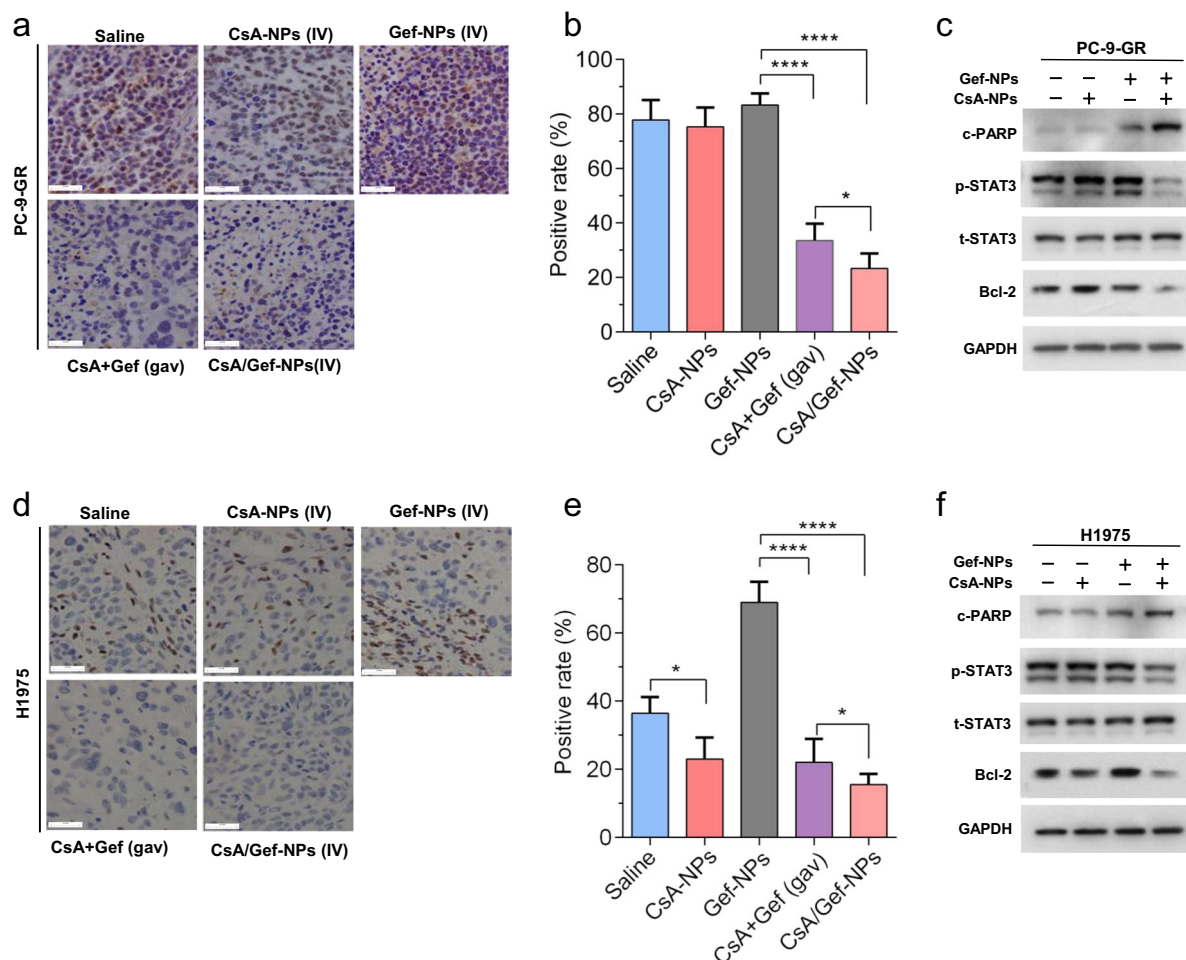 a
Saline
CsA-NPs (IV)
Gef-NPs (IV)
PC-9-GR
CsA+Gef (gav)
CsA/Gef-NPs(IV)
b
Positive rate (%)
100
80
60
40
20
0
****
****
*
Saline
CsA-NPs
Gef-NPs
CsA+Gef (gav)
CsA/Gef-NPs
c
PC-9-GR
Gef-NPs − − + +
CsA-NPs − + − +
c-PARP
p-STAT3
t-STAT3
Bcl-2
GAPDH
d
Saline
CsA-NPs (IV)
Gef-NPs (IV)
H1975
CsA+Gef (gav)
CsA/Gef-NPs (IV)
e
Positive rate (%)
80
60
40
20
0
****
****
*
*
Saline
CsA-NPs
Gef-NPs
CsA+Gef (gav)
CsA/Gef-NPs
f
H1975
Gef-NPs − − + +
CsA-NPs − + − +
c-PARP
p-STAT3
t-STAT3
Bcl-2
GAPDH